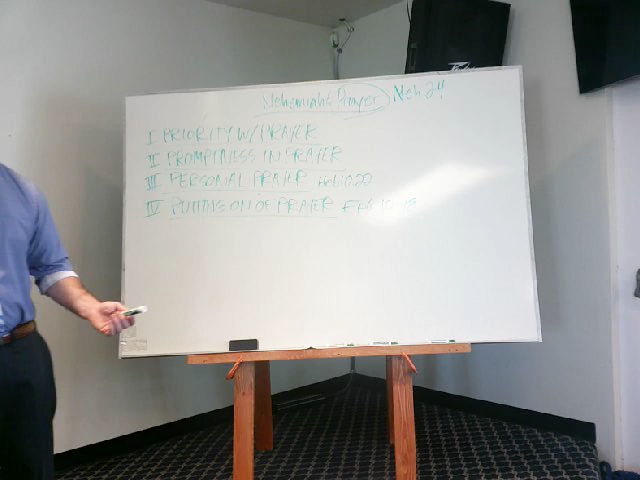 Nehemiah's Prayer Neh 2:4
I PRIORITY W/ PRAYER
II PROMPTNESS IN PRAYER
III PERSONAL PRAYER
IV PUTTING ON OF PRAYER